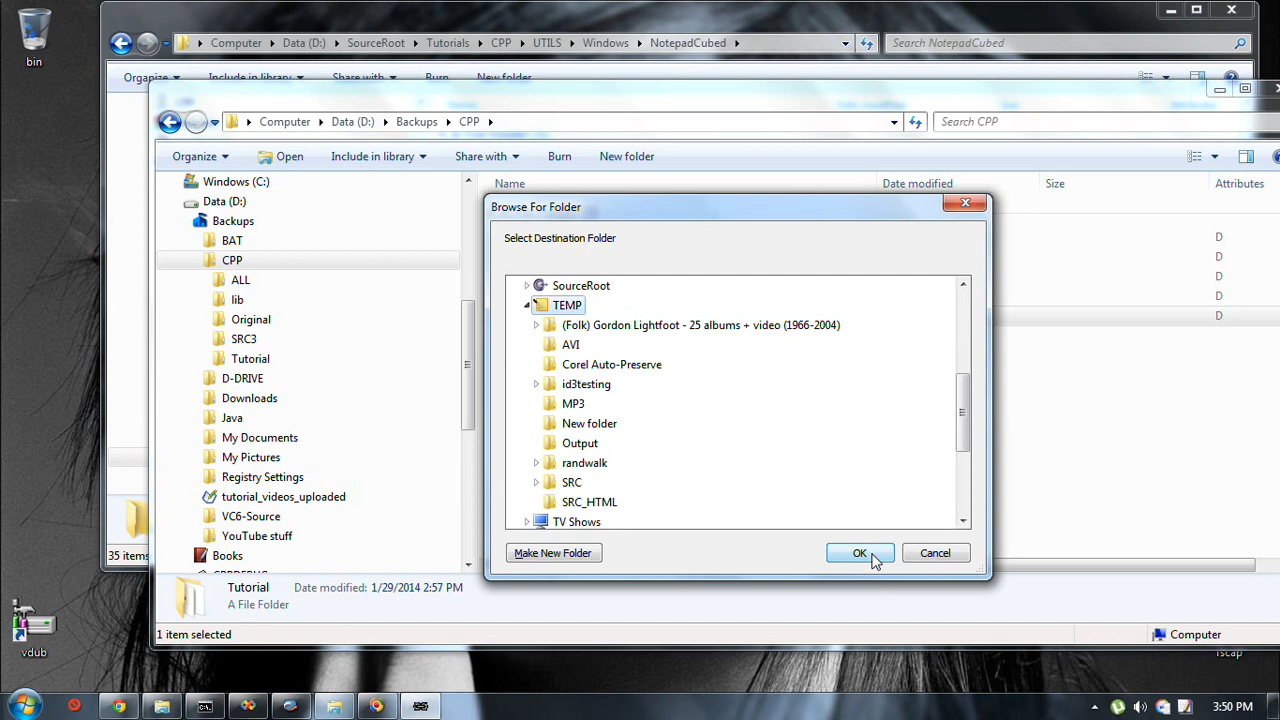 bin
Computer Data (D:) SourceRoot Tutorials CPP UTILS Windows NotepadCubed
Search NotepadCubed
Organize Include in library Share with Burn New folder
Computer Data (D:) Backups CPP
Search CPP
Organize Open Include in library Share with Burn New folder
Windows (C:)
Data (D:)
Backups
BAT
CPP
ALL
lib
Original
SRC3
Tutorial
D-DRIVE
Downloads
Java
My Documents
My Pictures
Registry Settings
tutorial_videos_uploaded
VC6-Source
YouTube stuff
Books
Name Date modified Size Attributes
D
D
D
D
D
Browse For Folder
Select Destination Folder
SourceRoot
TEMP
(Folk) Gordon Lightfoot - 25 albums + video (1966-2004)
AVI
Corel Auto-Preserve
id3testing
MP3
New folder
Output
randwalk
SRC
SRC_HTML
TV Shows
Make New Folder OK Cancel
35 items
Tutorial Date modified: 1/29/2014 2:57 PM
A File Folder
1 item selected
Computer
vdub
3:50 PM